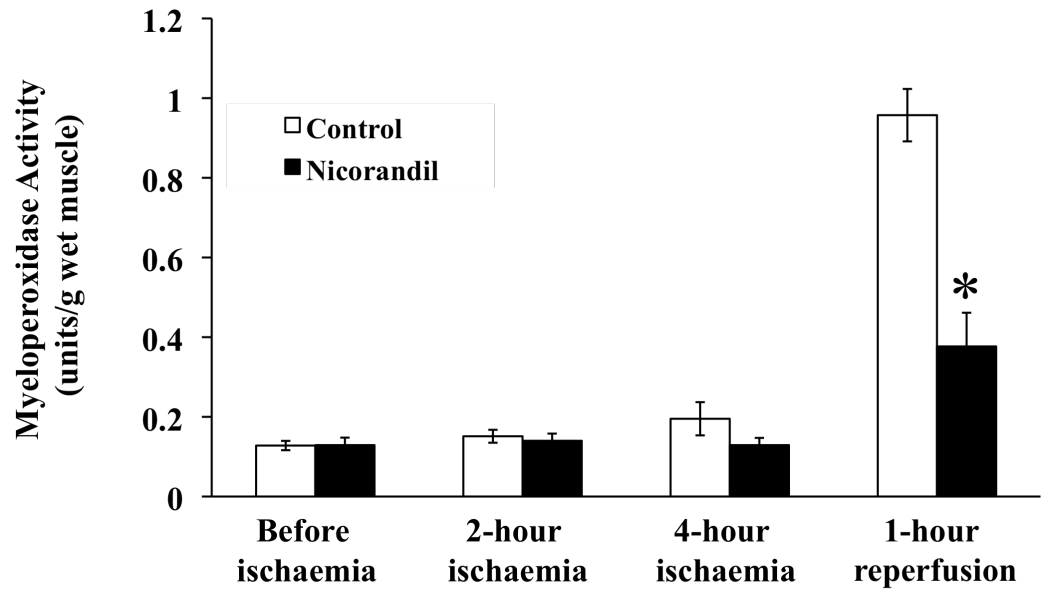 Myeloperoxidase Activity
(units/g wet muscle)
1.2
1
0.8
0.6
0.4
0.2
0
Control
Nicorandil
*
Before
ischaemia
2-hour
ischaemia
4-hour
ischaemia
1-hour
reperfusion